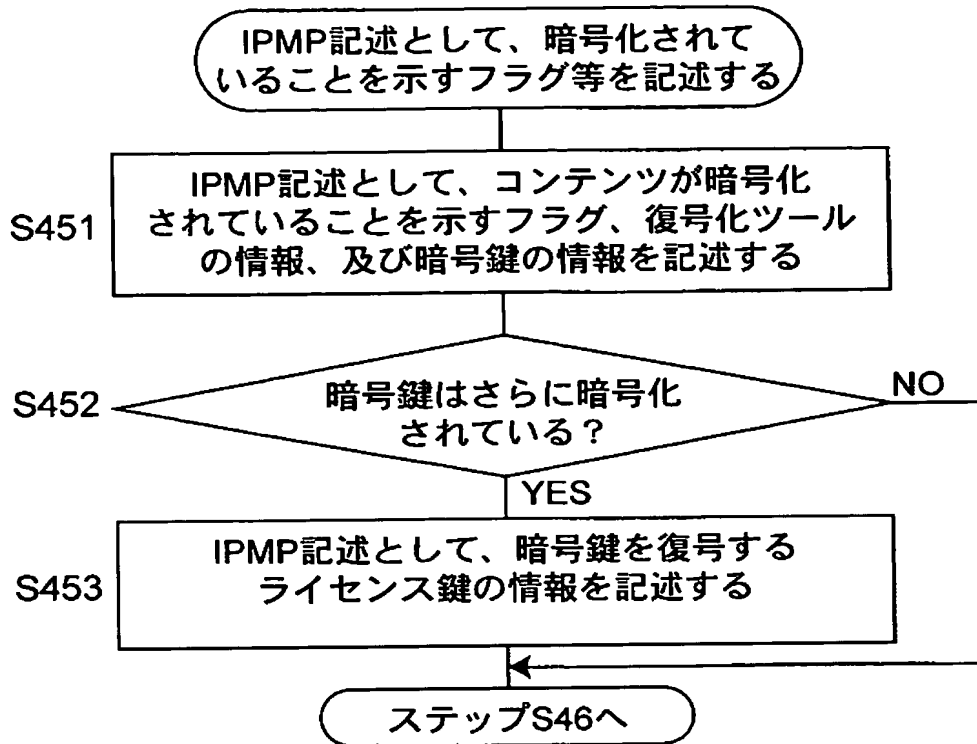 IPMP記述として、暗号化されて
いることを示すフラグ等を記述する
IPMP記述として、コンテンツが暗号化
されていることを示すフラグ、復号化ツール
の情報、及び暗号鍵の情報を記述する
S451
暗号鍵はさらに暗号化
されている？
S452
NO
YES
IPMP記述として、暗号鍵を復号する
ライセンス鍵の情報を記述する
S453
ステップS46へ